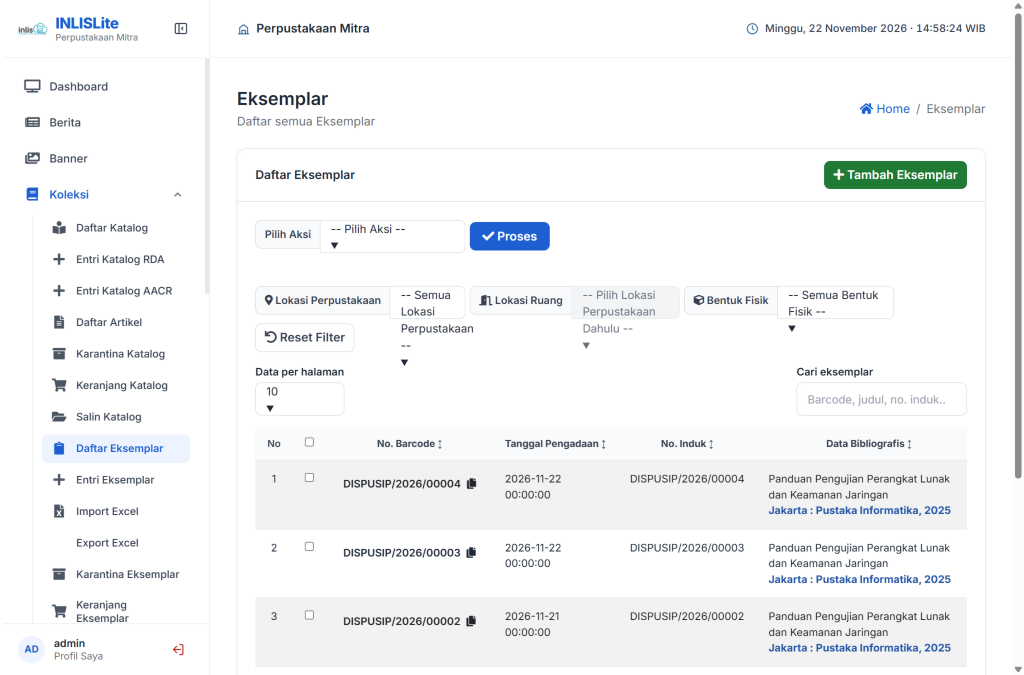 inlis
INLISLite
Perpustakaan Mitra
Perpustakaan Mitra
Minggu, 22 November 2026 · 14:58:24 WIB
Dashboard
Berita
Banner
Koleksi
Daftar Katalog
Entri Katalog RDA
Entri Katalog AACR
Daftar Artikel
Karantina Katalog
Keranjang Katalog
Salin Katalog
Daftar Eksemplar
Entri Eksemplar
Import Excel
Export Excel
Karantina Eksemplar
Keranjang
Eksemplar
AD
admin
Profil Saya
Eksemplar
Daftar semua Eksemplar
Home / Eksemplar
Daftar Eksemplar
Tambah Eksemplar
Pilih Aksi
-- Pilih Aksi --
Proses
Lokasi Perpustakaan
-- Semua
Lokasi
Perpustakaan
--
Lokasi Ruang
-- Pilih Lokasi
Perpustakaan
Dahulu --
Bentuk Fisik
-- Semua Bentuk
Fisik --
Reset Filter
Data per halaman
10
Cari eksemplar
Barcode, judul, no. induk..
No No. Barcode Tanggal Pengadaan No. Induk Data Bibliografis
1 DISPUSIP/2026/00004 2026-11-22 00:00:00 DISPUSIP/2026/00004 Panduan Pengujian Perangkat Lunak
dan Keamanan Jaringan
Jakarta : Pustaka Informatika, 2025
2 DISPUSIP/2026/00003 2026-11-22 00:00:00 DISPUSIP/2026/00003 Panduan Pengujian Perangkat Lunak
dan Keamanan Jaringan
Jakarta : Pustaka Informatika, 2025
3 DISPUSIP/2026/00002 2026-11-21 00:00:00 DISPUSIP/2026/00002 Panduan Pengujian Perangkat Lunak
dan Keamanan Jaringan
Jakarta : Pustaka Informatika, 2025